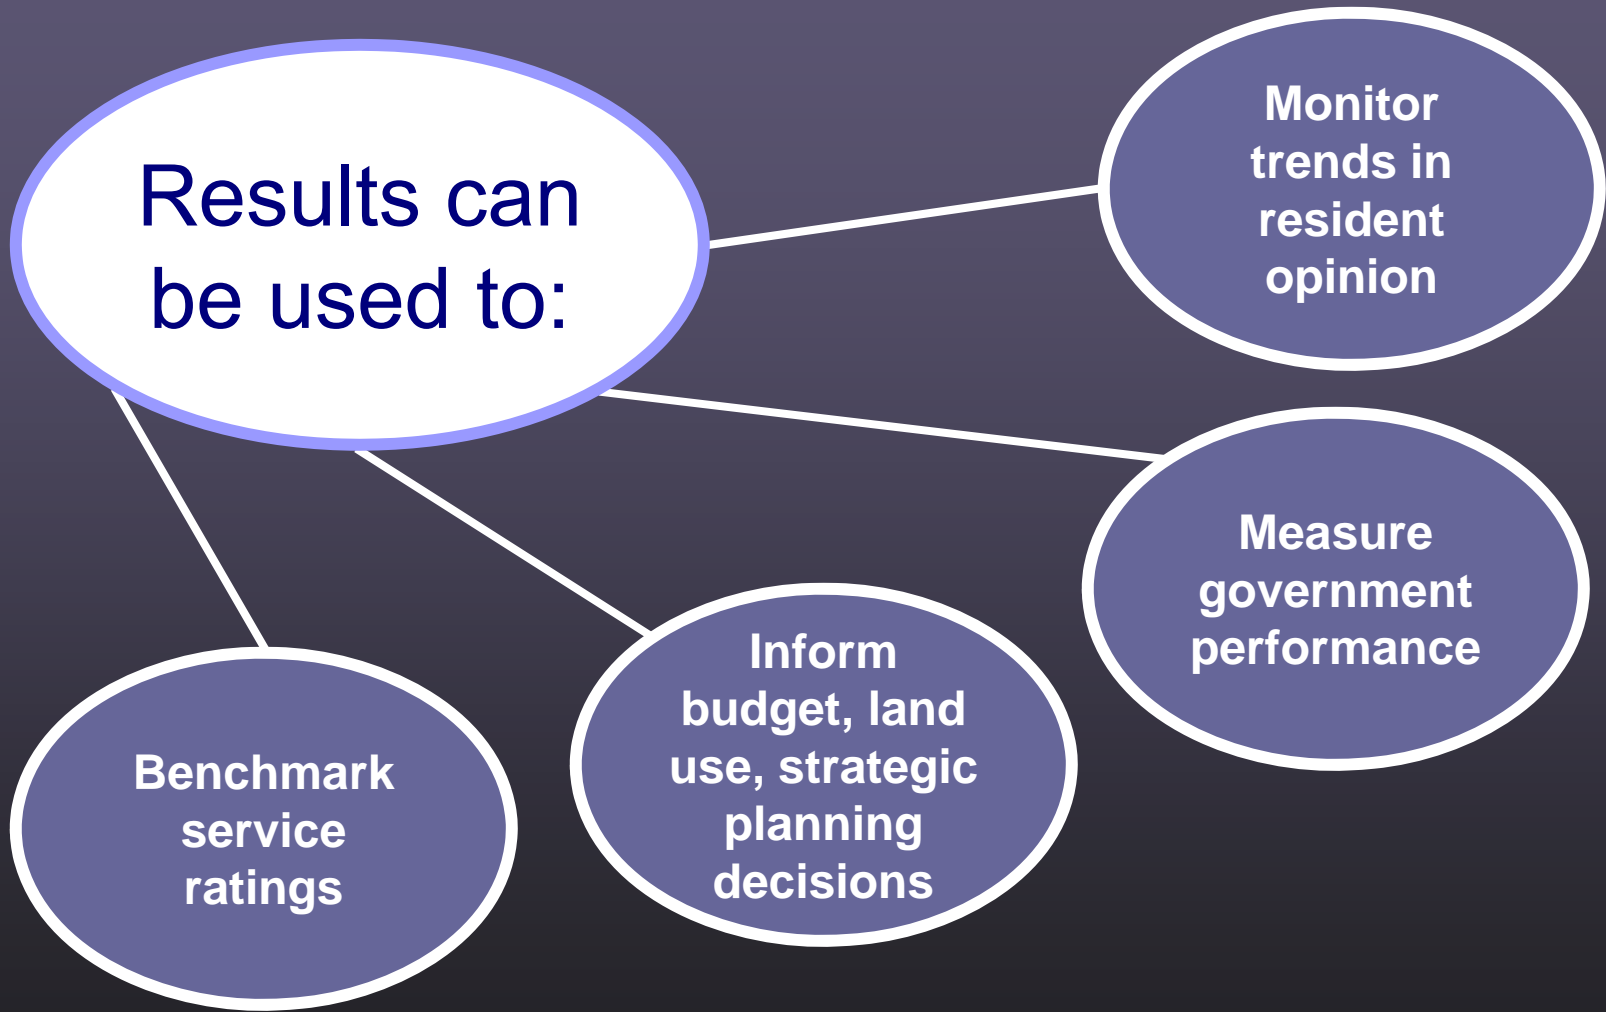 Results can
be used to:
Monitor
trends in
resident
opinion
Measure
government
performance
Inform
budget, land
use, strategic
planning
decisions
Benchmark
service
ratings